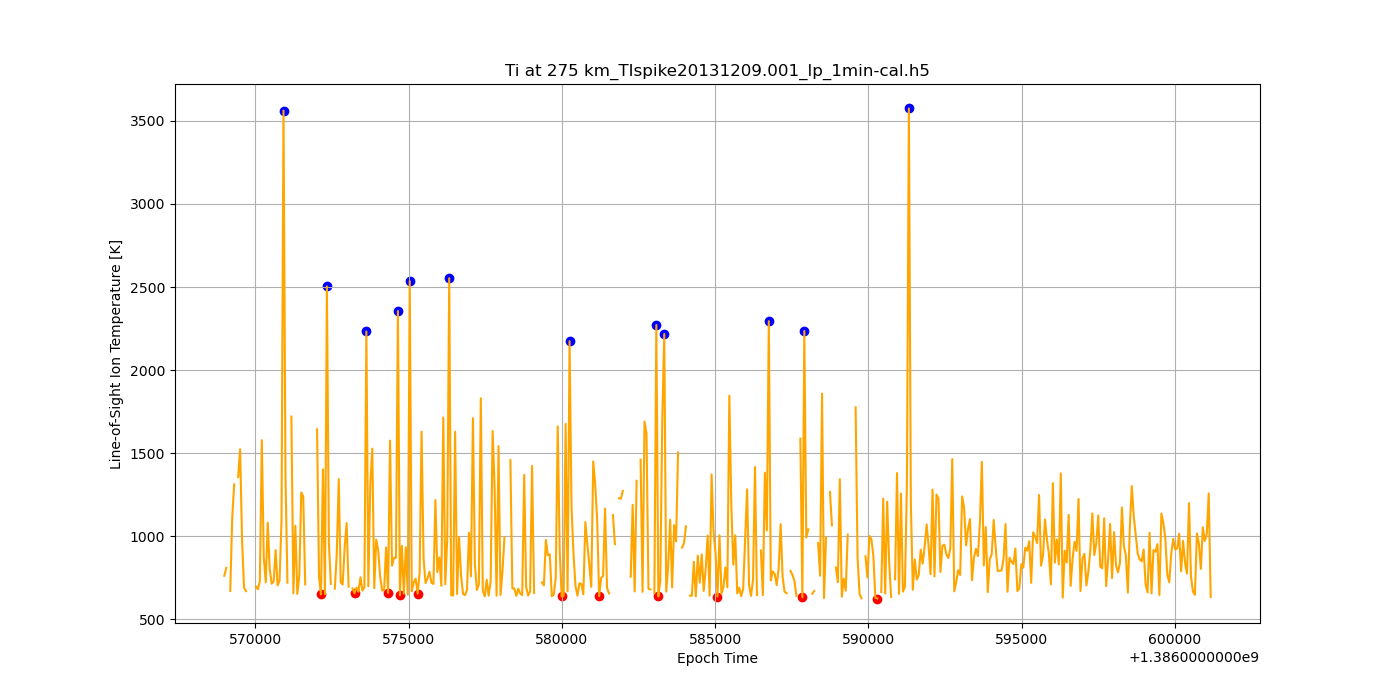 Ti at 275 km_TIspike20131209.001_lp_1min-cal.h5
Line-of-Sight Ion Temperature [K]
3500
3000
2500
2000
1500
1000
500
570000 575000 580000 585000 590000 595000 600000
Epoch Time
+1.3860000000e9